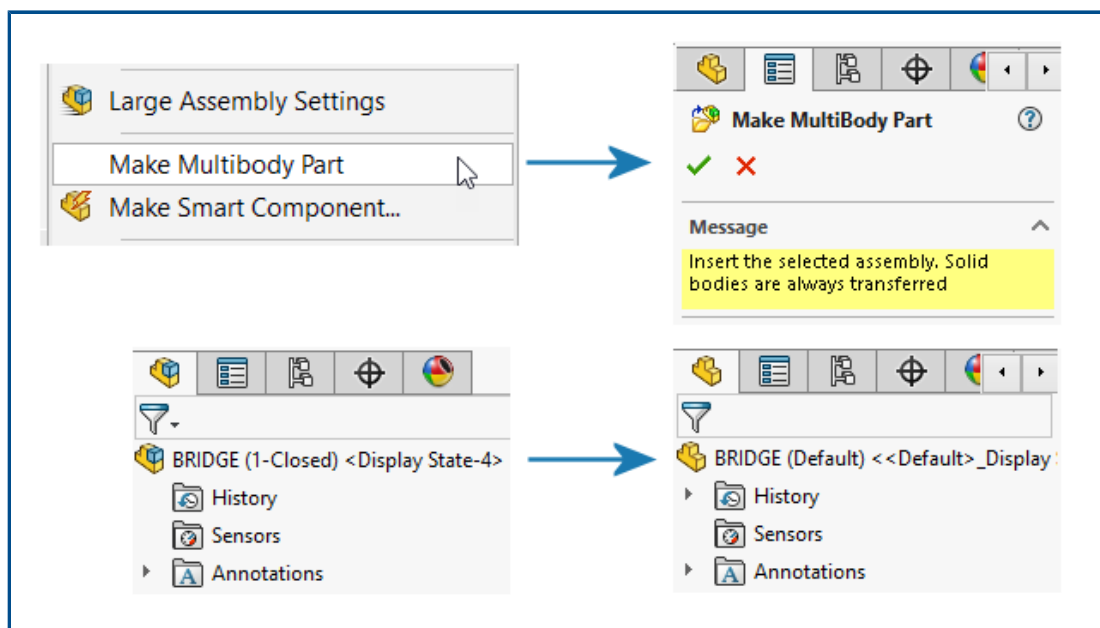 Large Assembly Settings
Make Multibody Part
Make Smart Component...
Make MultiBody Part
Message
Insert the selected assembly. Solid
bodies are always transferred
BRIDGE (1-Closed) <Display State-4>
History
Sensors
Annotations
BRIDGE (Default) <<Default>_Display
History
Sensors
Annotations